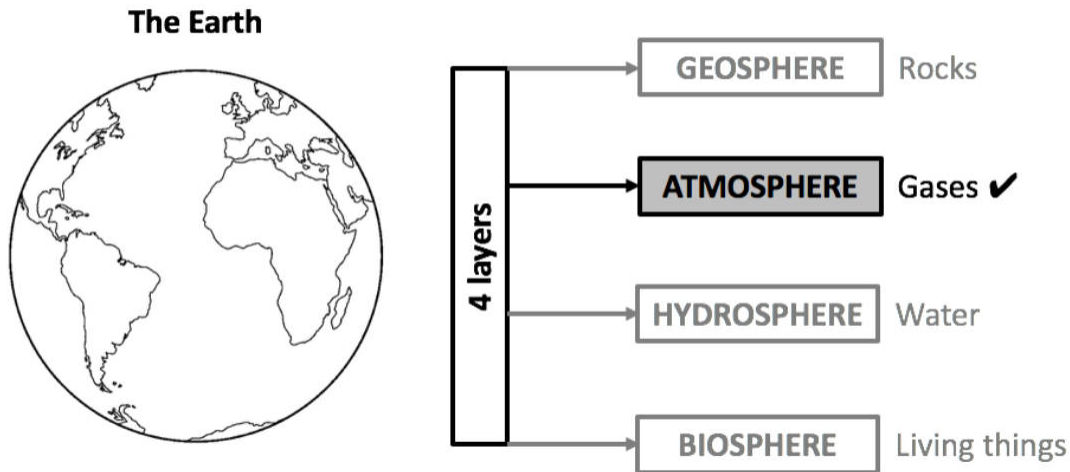 The Earth
4 layers
GEOSPHERE Rocks
ATMOSPHERE Gases ✔
HYDROSPHERE Water
BIOSPHERE Living things